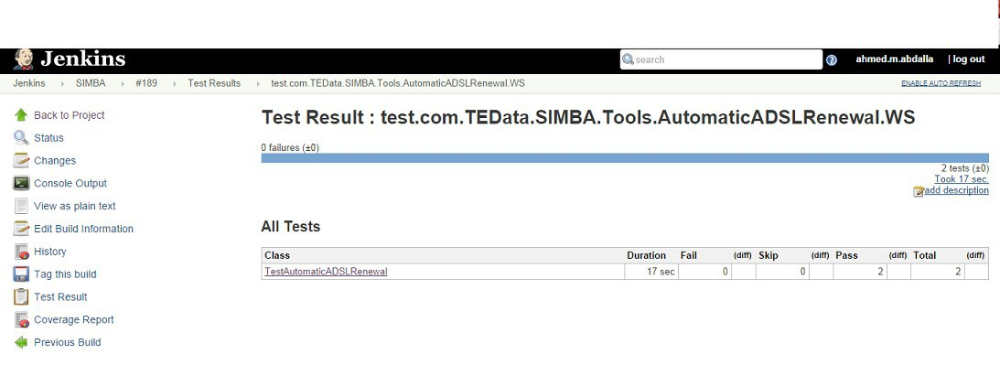 Jenkins
search
ahmed.m.abdalla | log out
Jenkins SIMBA #189 Test Results test.com.TEData.SIMBA.Tools.AutomaticADSLRenewal.WS
ENABLE AUTO REFRESH
Back to Project
Status
Changes
Console Output
View as plain text
Edit Build Information
History
Tag this build
Test Result
Coverage Report
Previous Build
Test Result : test.com.TEData.SIMBA.Tools.AutomaticADSLRenewal.WS
0 failures (±0)
2 tests (±0)
Took 17 sec.
add description
All Tests
Class Duration Fail (diff) Skip (diff) Pass (diff) Total (diff)
TestAutomaticADSLRenewal 17 sec 0 0 2 2